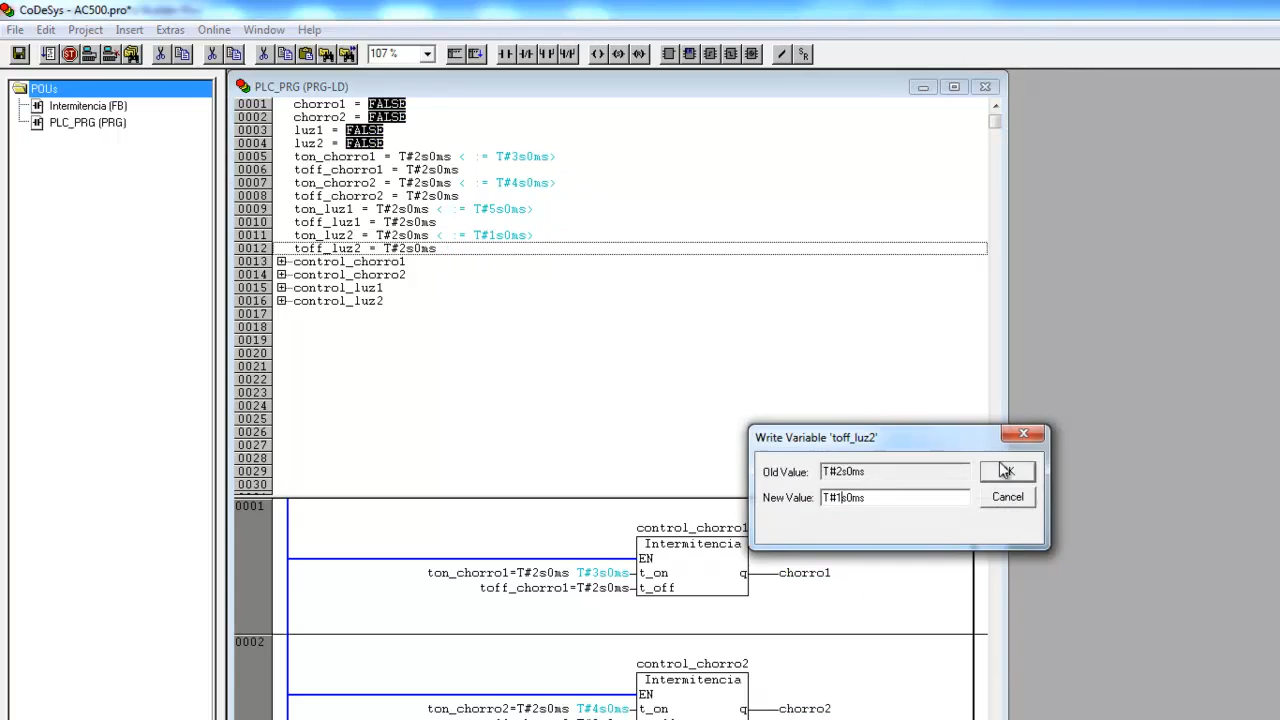 CoDeSys - AC500.pro*
File Edit Project Insert Extras Online Window Help
107 %
POUs
Intermitencia (FB)
PLC_PRG (PRG)
PLC_PRG (PRG-LD)
0001 chorro1 = FALSE
0002 chorro2 = FALSE
0003 luz1 = FALSE
0004 luz2 = FALSE
0005 ton_chorro1 = T#2s0ms < := T#3s0ms>
0006 toff_chorro1 = T#2s0ms
0007 ton_chorro2 = T#2s0ms < := T#4s0ms>
0008 toff_chorro2 = T#2s0ms
0009 ton_luz1 = T#2s0ms < := T#5s0ms>
0010 toff_luz1 = T#2s0ms
0011 ton_luz2 = T#2s0ms < := T#1s0ms>
0012 toff_luz2 = T#2s0ms
0013 control_chorro1
0014 control_chorro2
0015 control_luz1
0016 control_luz2
0017
0018
0019
0020
0021
0022
0023
0024
0025
0026
0027
0028
0029
0030
Write Variable 'toff_luz2'
Old Value: T#2s0ms
New Value: T#1s0ms Cancel
0001
control_chorro1
Intermitencia
EN
ton_chorro1=T#2s0ms T#3s0ms t_on q chorro1
toff_chorro1=T#2s0ms t_off
0002
control_chorro2
Intermitencia
EN
ton_chorro2=T#2s0ms T#4s0ms t_on q chorro2